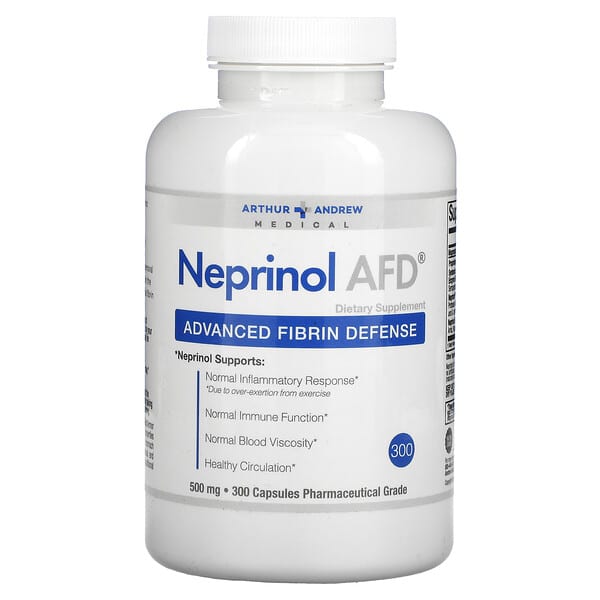 ARTHUR ANDREW
MEDICAL
Neprinol AFD®
Dietary Supplement
ADVANCED FIBRIN DEFENSE
*Neprinol Supports:
Normal Inflammatory Response*
*Due to over-exertion from exercise
Normal Immune Function*
Normal Blood Viscosity*
Healthy Circulation*
300
500 mg • 300 Capsules Pharmaceutical Grade